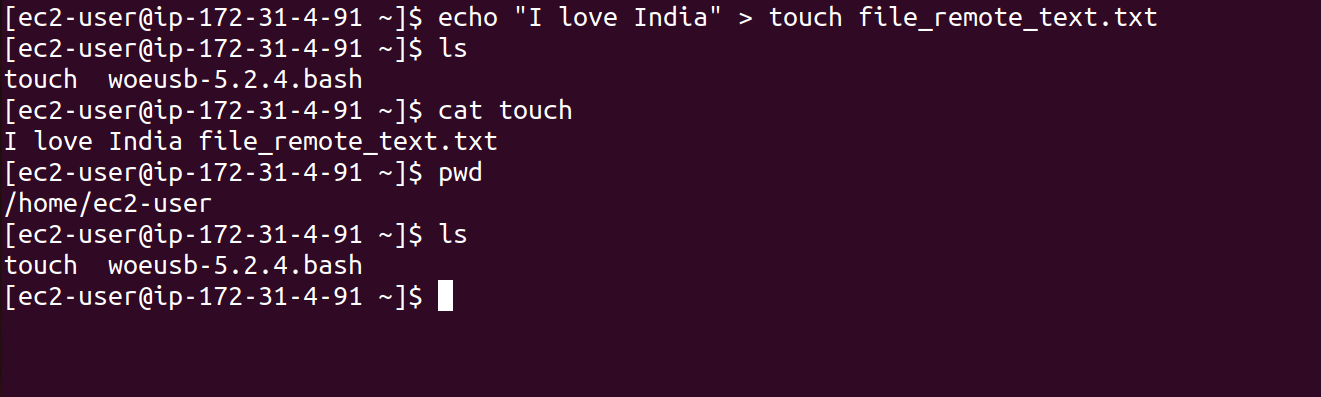 [ec2-user@ip-172-31-4-91 ~]$ echo "I love India" > touch file_remote_text.txt
[ec2-user@ip-172-31-4-91 ~]$ ls
touch  woeusb-5.2.4.bash
[ec2-user@ip-172-31-4-91 ~]$ cat touch
I love India file_remote_text.txt
[ec2-user@ip-172-31-4-91 ~]$ pwd
/home/ec2-user
[ec2-user@ip-172-31-4-91 ~]$ ls
touch  woeusb-5.2.4.bash
[ec2-user@ip-172-31-4-91 ~]$